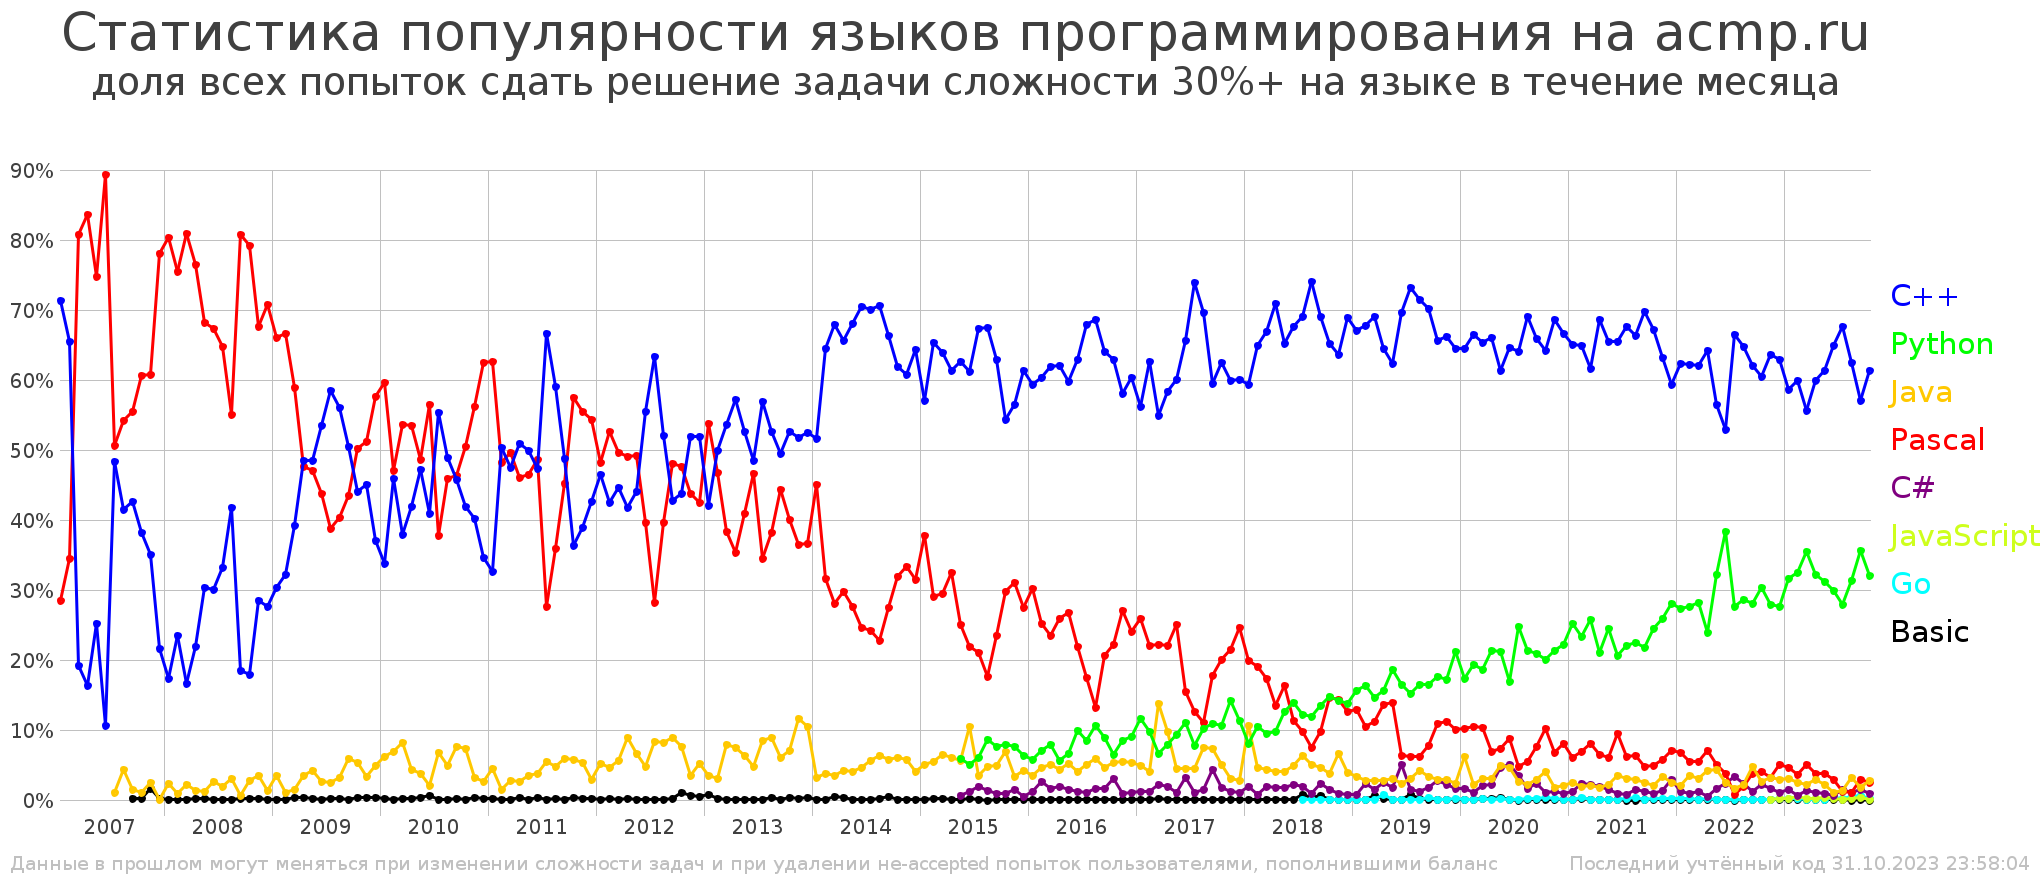 Статистика популярности языков программирования на acmp.ru
доля всех попыток сдать решение задачи сложности 30%+ на языке в течение месяца
90%
80%
70%
60%
50%
40%
30%
20%
10%
0%
C++
Python
Java
Pascal
C#
JavaScript
Go
Basic
2007 2008 2009 2010 2011 2012 2013 2014 2015 2016 2017 2018 2019 2020 2021 2022 2023
Данные в прошлом могут меняться при изменении сложности задач и при удалении не-accepted попыток пользователями, пополнившими баланс
Последний учтённый код 31.10.2023 23:58:04